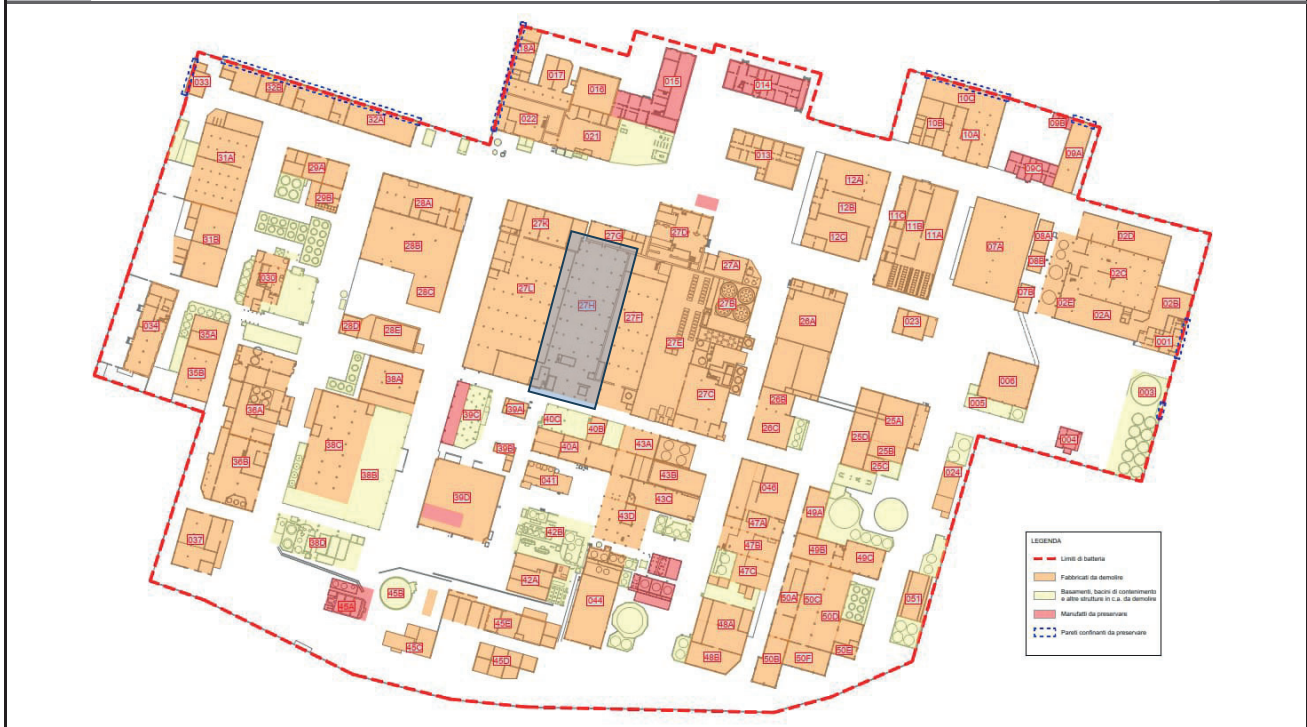 18A
017
016
015
014
033
32B
32A
022
021
10C
10B
10A
09B
09A
09C
013
31A
29A
29B
28A
12A
12B
12C
11C
11B
11A
07A
08A
08B
02D
02C
31B
28B
27K
27G
27D
27A
030
28C
27L
27H
27F
27B
27E
07B
02E
02A
02B
001
034
28D
28E
26A
023
35A
35B
38A
27C
006
005
003
36A
39C
39A
40C
40B
26B
26C
25A
25D
25B
25C
004
38C
36B
38B
39B
40A
43A
43B
041
43C
39D
43D
046
024
47A
49A
47B
49B
49C
47C
037
38D
42B
42A
45B
044
50A
50C
50D
051
45C
45E
45D
48A
48B
50B
50F
50E
LEGENDA
Limiti di batteria
Fabbricati da demolire
Basamenti, bacini di contenimento
e altre strutture in c.a. da demolire
Manufatti da preservare
Pareti confinanti da preservare